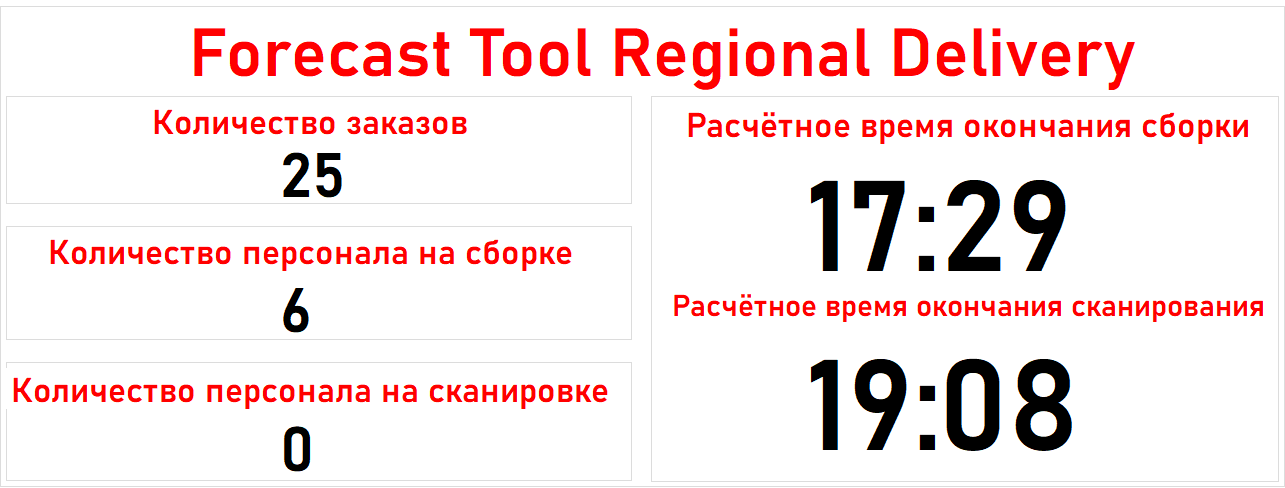 Forecast Tool Regional Delivery
Количество заказов
25
Количество персонала на сборке
6
Количество персонала на сканировке
0
Расчётное время окончания сборки
17:29
Расчётное время окончания сканирования
19:08